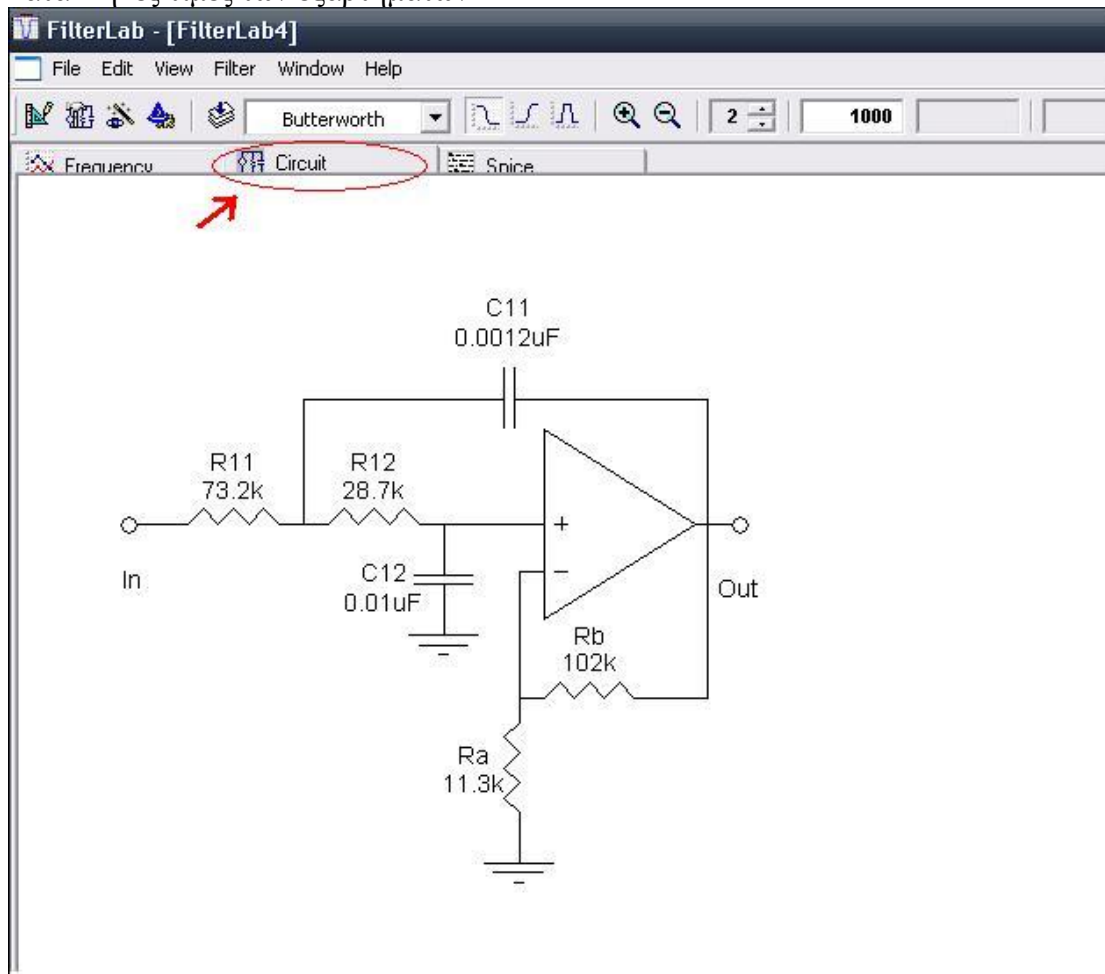 FilterLab - [FilterLab4]
File Edit View Filter Window Help
Butterworth 2 1000
Frequency Circuit Spice
C11
0.0012uF
R11
73.2k
R12
28.7k
+
In
C12
0.01uF
−
Out
Rb
102k
Ra
11.3k